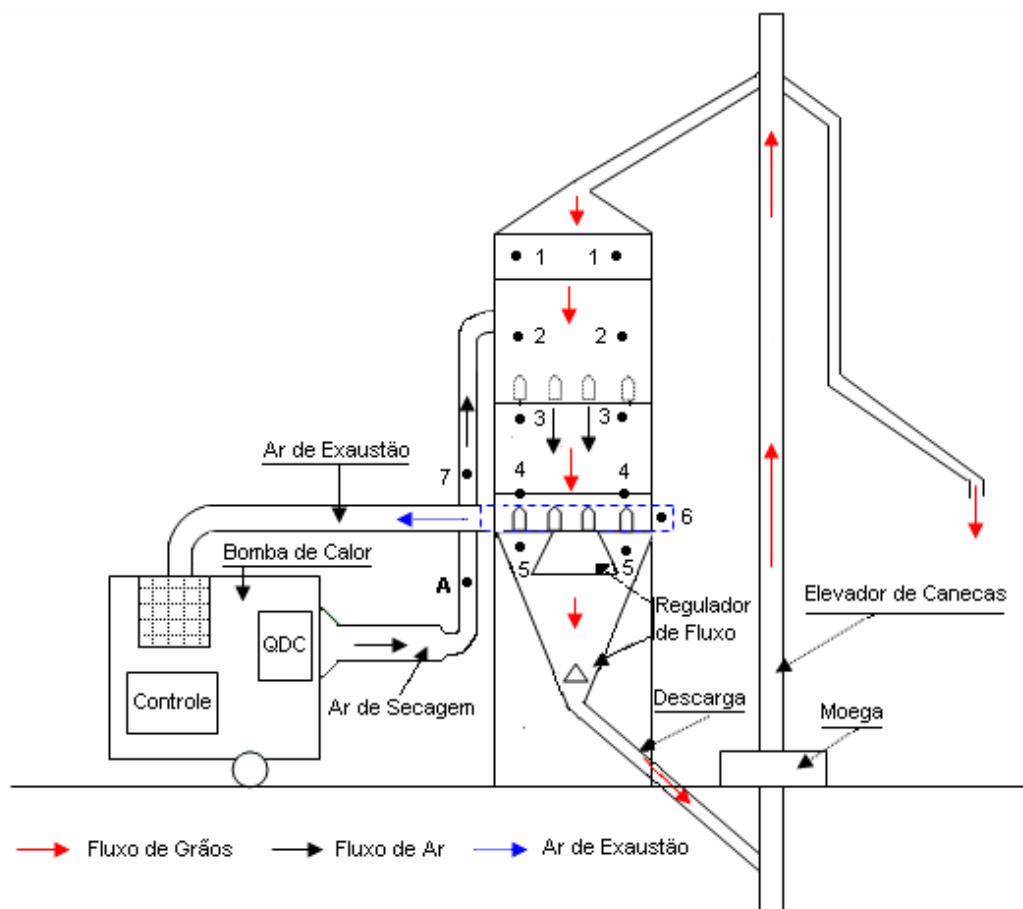 1 1
2 2
3 3
Ar de Exaustão
4 4
7
6
Bomba de Calor
5 5
A
Elevador de Canecas
Regulador
de Fluxo
QDC
Controle
Ar de Secagem
Descarga
Moega
Fluxo de Grãos
Fluxo de Ar
Ar de Exaustão